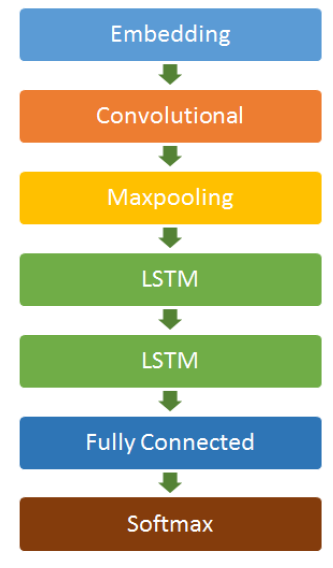 Embedding
Convolutional
Maxpooling
LSTM
LSTM
Fully Connected
Softmax